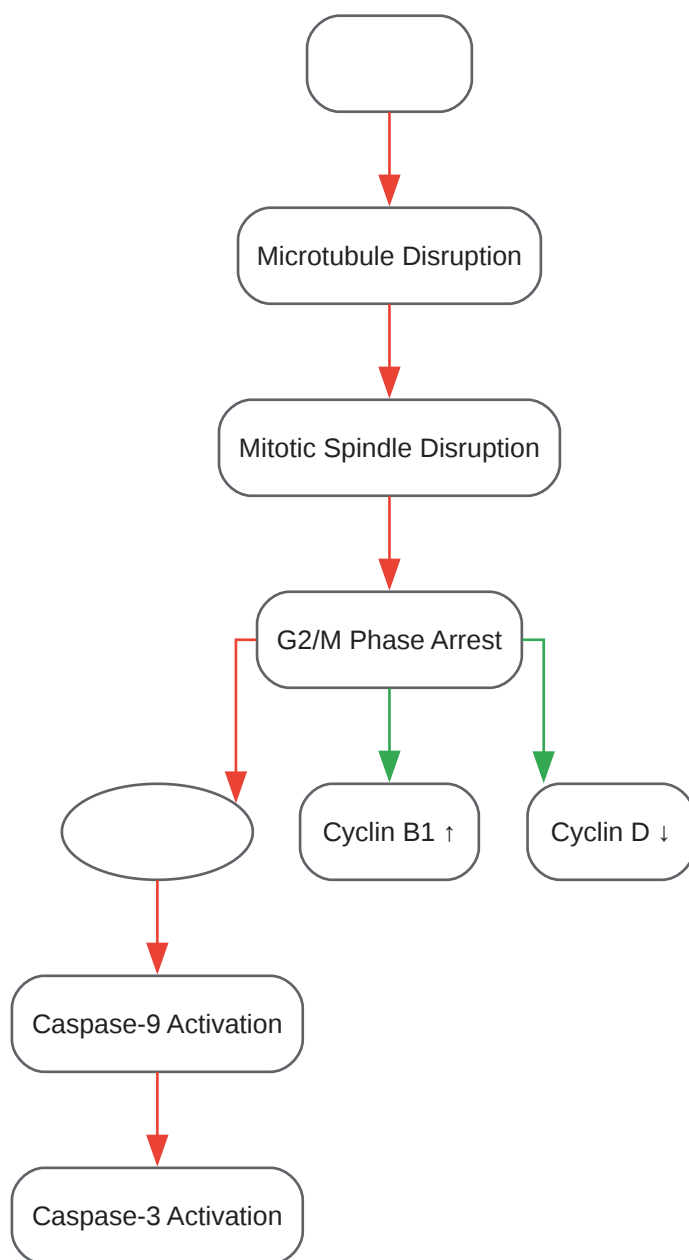 Microtubule Disruption
Mitotic Spindle Disruption
G2/M Phase Arrest
Cyclin B1 ↑
Cyclin D ↓
Caspase-9 Activation
Caspase-3 Activation